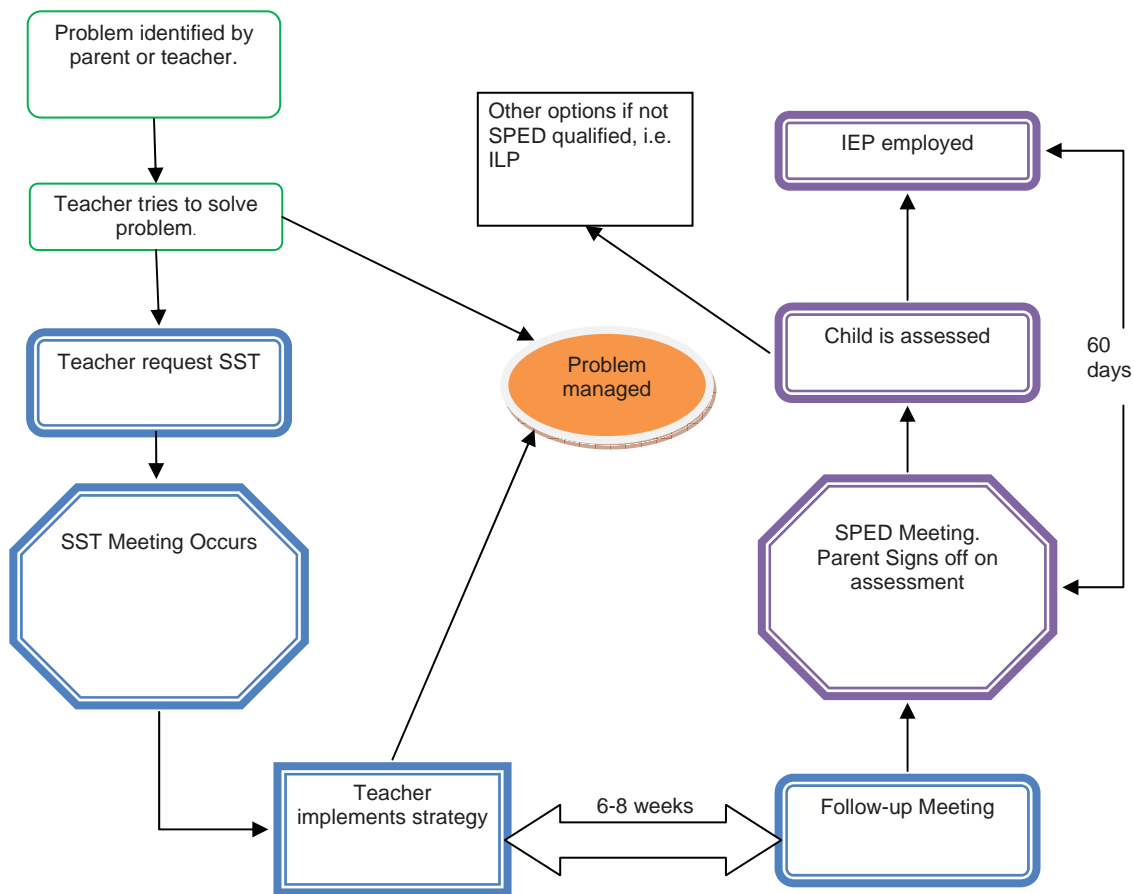 Problem identified by
parent or teacher.
Teacher tries to solve
problem.
Teacher request SST
SST Meeting Occurs
Teacher
implements strategy
Problem
managed
6-8 weeks
Follow-up Meeting
SPED Meeting.
Parent Signs off on
assessment
Child is assessed
Other options if not
SPED qualified, i.e.
ILP
IEP employed
60
days